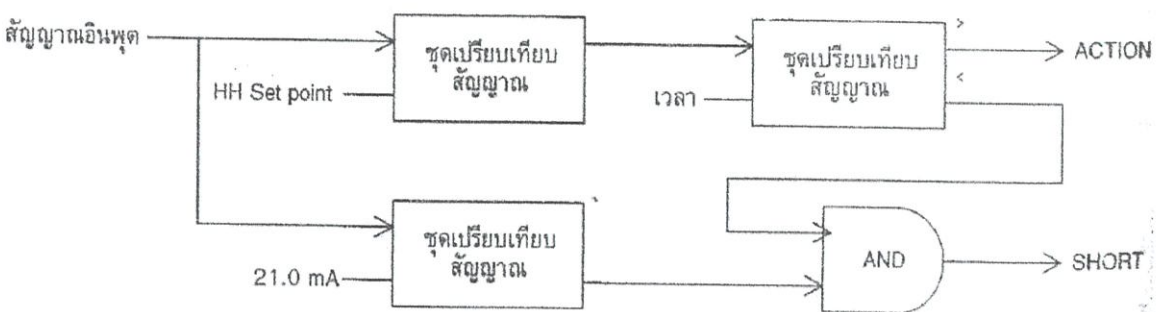 สัญญาณอินพุต
ชุดเปรียบเทียบ
สัญญาณ
HH Set point
ชุดเปรียบเทียบ
สัญญาณ
เวลา
>
ACTION
<
ชุดเปรียบเทียบ
สัญญาณ
21.0 mA
AND
SHORT